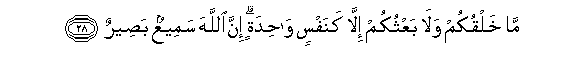 مَّا خَلْقُكُمْ وَلَا بَعْثُكُمْ إِلَّا كَنَفْسٍ وَٰحِدَةٍ ۗ إِنَّ ٱللَّهَ سَمِيعٌۢ بَصِيرٌ ٢٨